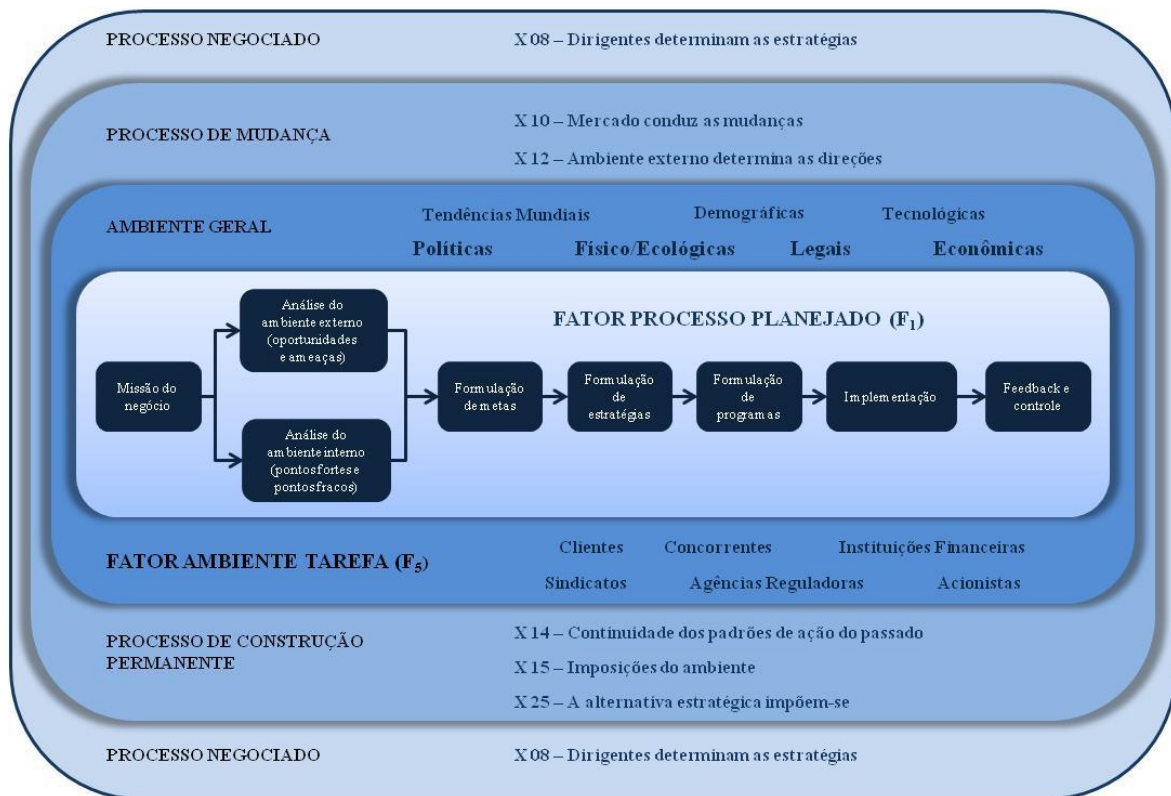 PROCESSO NEGOCIADO
X 08 – Dirigentes determinam as estratégias
PROCESSO DE MUDANÇA
X 10 – Mercado conduz as mudanças
X 12 – Ambiente externo determina as direções
AMBIENTE GERAL
Tendências Mundiais
Demográficas
Tecnológicas
Políticas
Físico/Ecológicas
Legais
Econômicas
FATOR PROCESSO PLANEJADO (F1)
Missão do
negócio
Análise do
ambiente externo
(oportunidades
e ameaças)
Análise do
ambiente interno
(pontos fortes e
pontos fracos)
Formulação
de metas
Formulação
de
estratégias
Formulação
de
programas
Implementação
Feedback e
controle
FATOR AMBIENTE TAREFA (F5)
Clientes
Concorrentes
Instituições Financeiras
Sindicatos
Agências Reguladoras
Acionistas
PROCESSO DE CONSTRUÇÃO
PERMANENTE
X 14 – Continuidade dos padrões de ação do passado
X 15 – Imposições do ambiente
X 25 – A alternativa estratégica impõem-se
PROCESSO NEGOCIADO
X 08 – Dirigentes determinam as estratégias